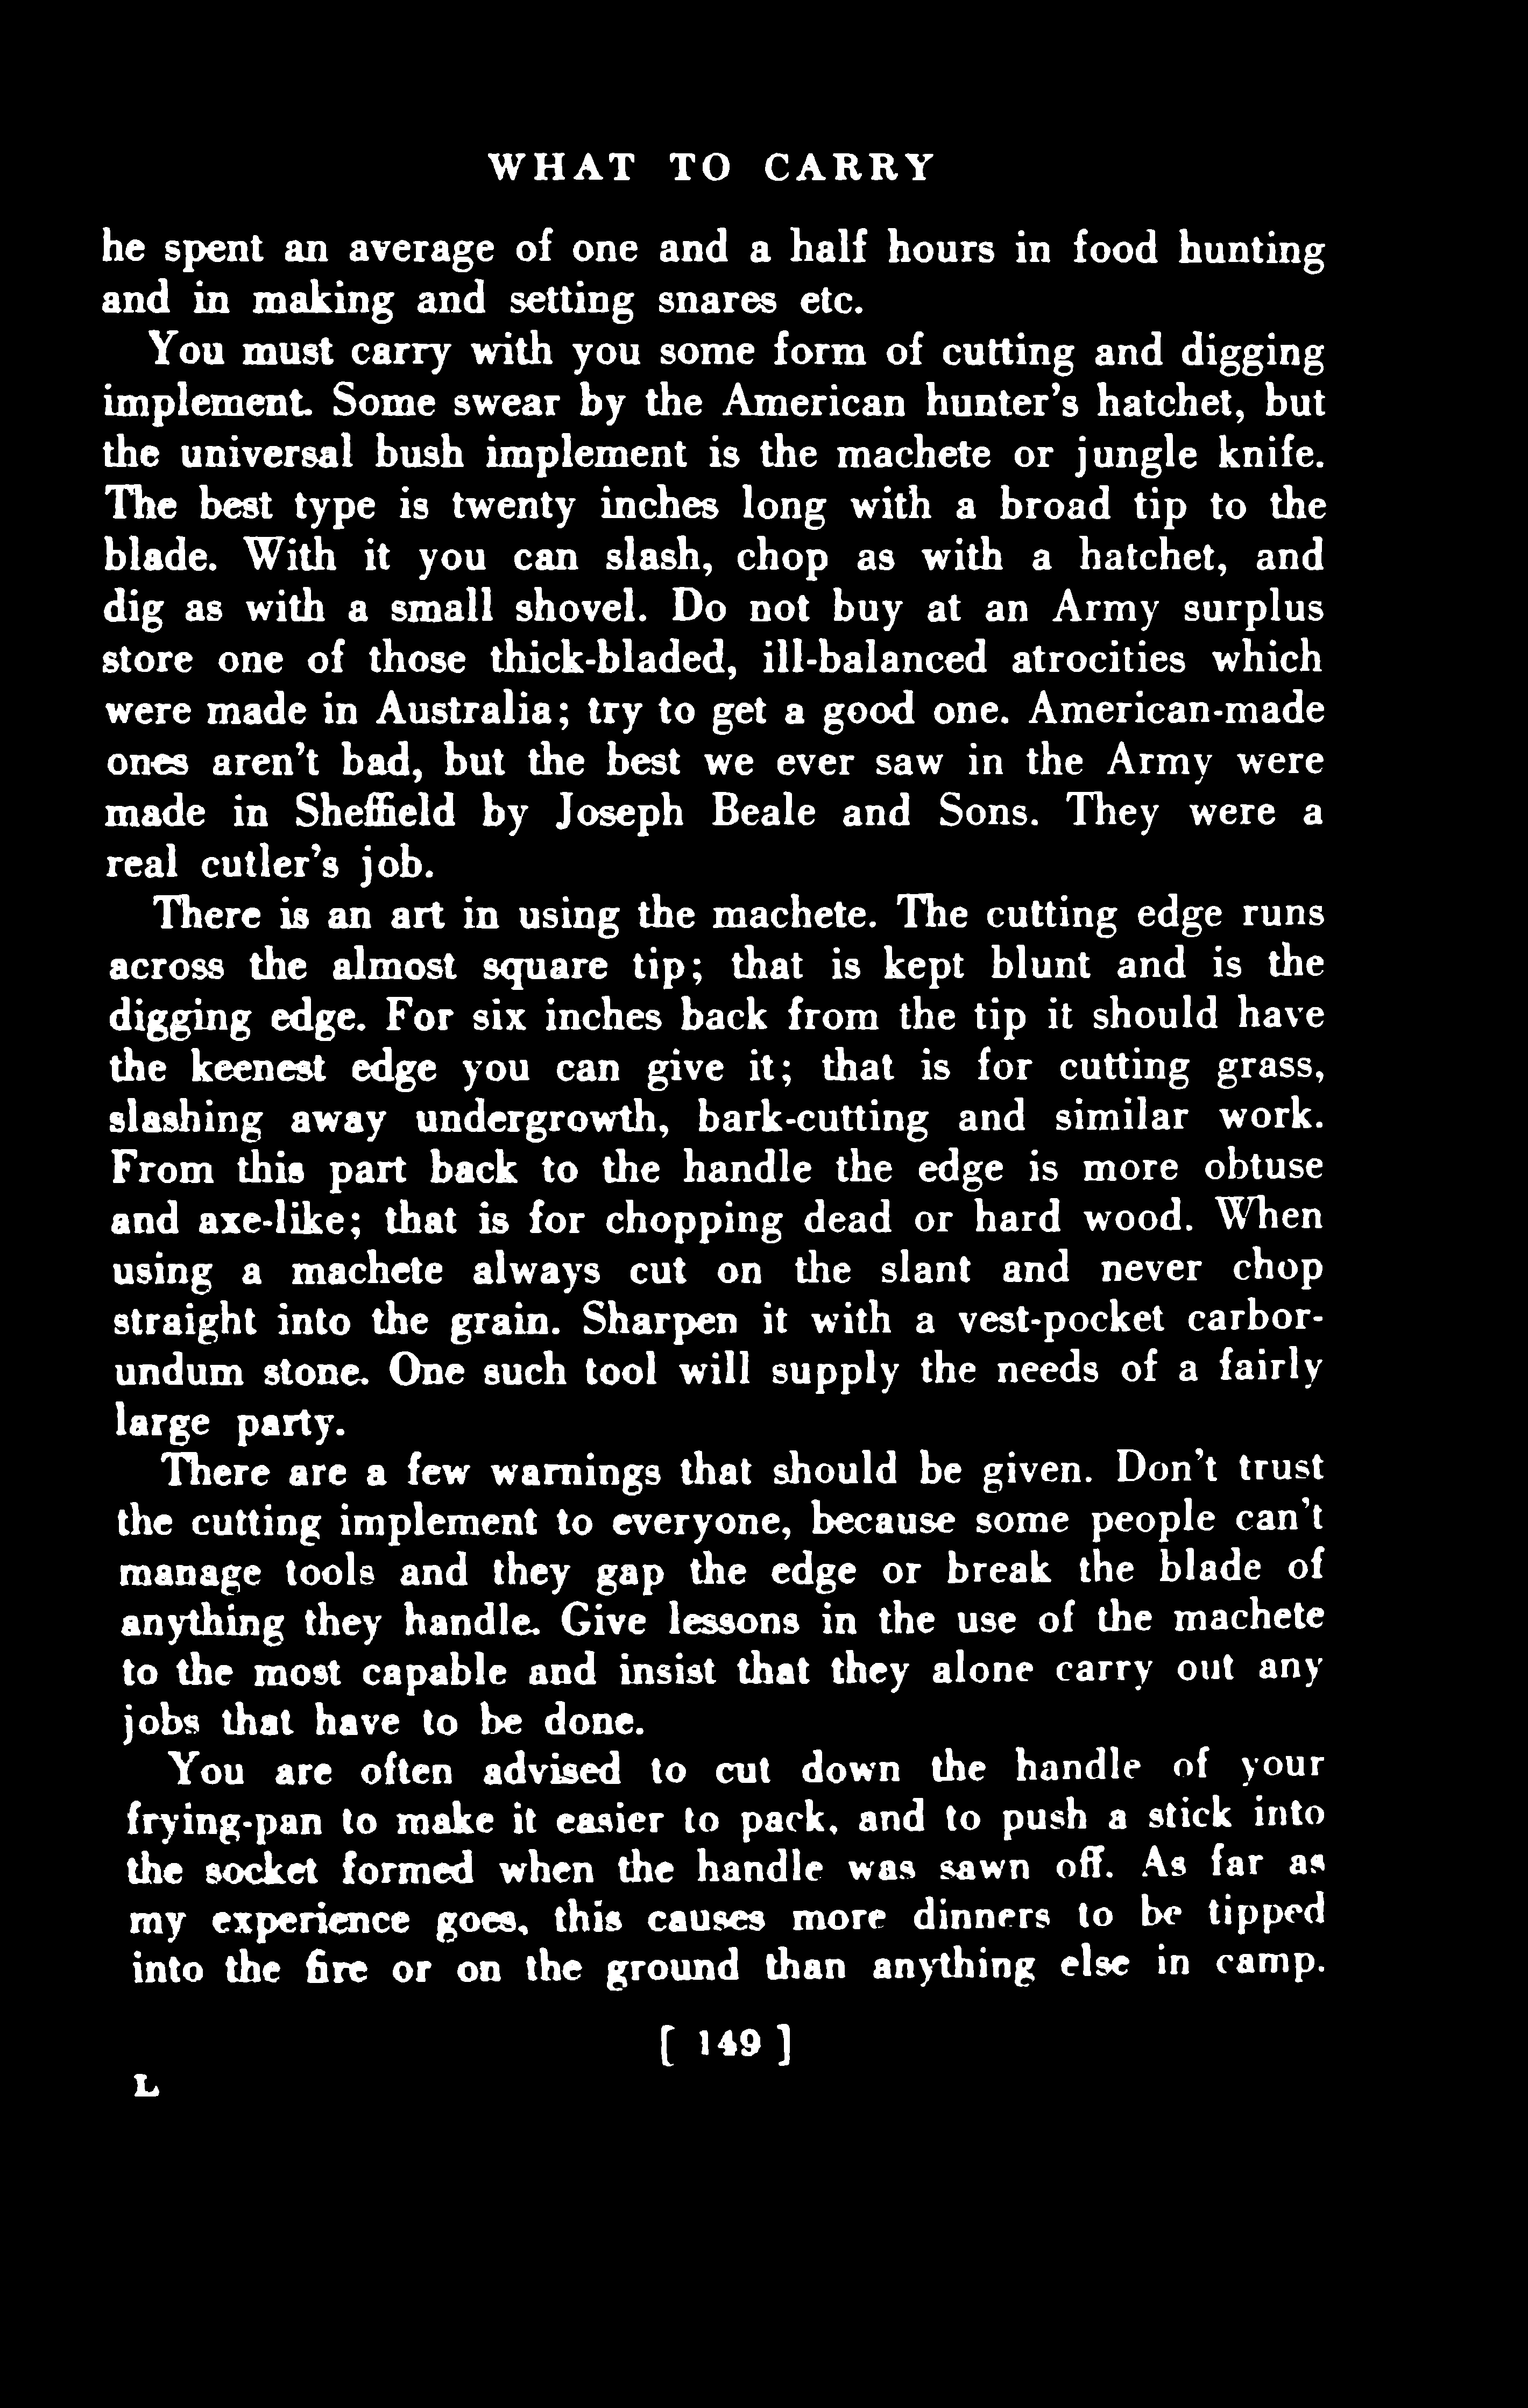 WHAT TO CARRY
he spent an average of one and a half hours in food hunting
and in making and setting snares etc.
You must carry with you some form of cutting and digging
implement. Some swear by the American hunter's hatchet, but
the universal bush implement is the machete or jungle knife.
The best type is twenty inches long with a broad tip to the
blade. With it you can slash, chop as with a hatchet, and
dig as with a small shovel. Do not buy at an Army surplus
store one of those thick-bladed, ill-balanced atrocities which
were made in Australia; try to get a good one. American-made
ones aren't bad, but the best we ever saw in the Army were
made in Sheffield by Joseph Beale and Sons. They were a
real cutler's job.
There is an art in using the machete. The cutting edge runs
across the almost square tip; that is kept blunt and is the
digging edge. For six inches back from the tip it should have
the keenest edge you can give it; that is for cutting grass,
slashing away undergrowth, bark-cutting and similar work.
From this part back to the handle the edge is more obtuse
and axe-like; that is for chopping dead or hard wood. When
using a machete always cut on the slant and never chop
straight into the grain. Sharpen it with a vest-pocket carbor-
undum stone. One such tool will supply the needs of a fairly
large party.
There are a few warnings that should be given. Don't trust
the cutting implement to everyone, because some people can't
manage tools and they gap the edge or break the blade of
anything they handle. Give lessons in the use of the machete
to the most capable and insist that they alone carry out any
jobs that have to be done.
You are often advised to cut down the handle of your
frying-pan to make it easier to pack, and to push a stick into
the socket formed when the handle was sawn off. As far as
my experience goes, this causes more dinners to be tipped
into the fire or on the ground than anything else in camp.
[ 149 ]
L